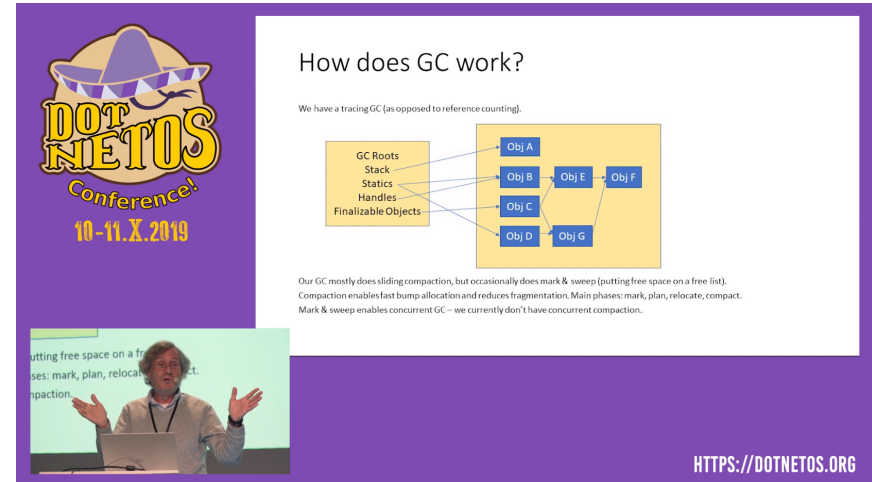 DOT
NETOS
Conference!
10-11.X.2019
How does GC work?
We have a tracing GC (as opposed to reference counting).
GC Roots
Stack
Statics
Handles
Finalizable Objects
Obj A
Obj B
Obj E
Obj F
Obj C
Obj D
Obj G
Our GC mostly does sliding compaction, but occasionally does mark & sweep (putting free space on a free list).
Compaction enables fast bump allocation and reduces fragmentation. Main phases: mark, plan, relocate, compact.
Mark & sweep enables concurrent GC – we currently don't have concurrent compaction.
utting free space on a fr
ses: mark, plan, reloca ct.
mpaction.
HTTPS://DOTNETOS.ORG